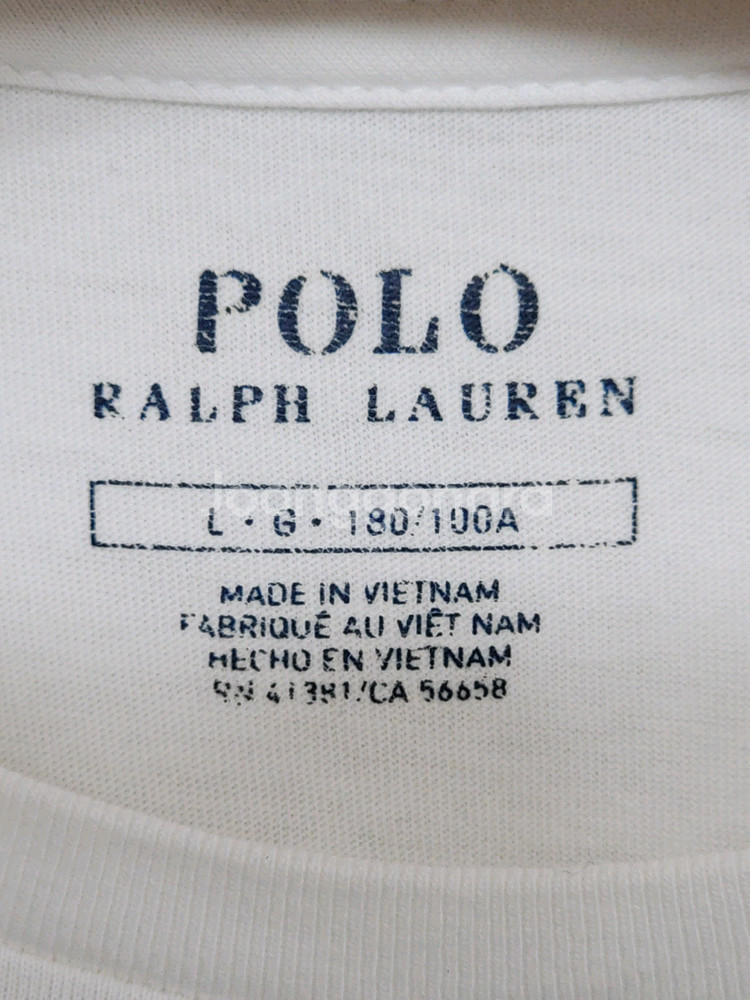 POLO
RALPH LAUREN
L · G · 180/100A
MADE IN VIETNAM
FABRIQUÉ AU VIÊT NAM
HECHO EN VIETNAM
RN 41381/CA 56658